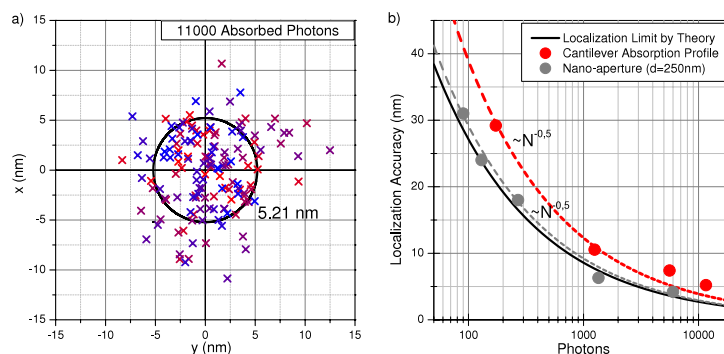 a)
11000 Absorbed Photons
15
10
5
0
-5
-10
-15
x (nm)
5.21 nm
-15 -10 -5 0 5 10 15
y (nm)
b)
Localization Limit by Theory
Cantilever Absorption Profile
Nano-aperture (d=250nm)
40
30
20
10
0
Localization Accuracy (nm)
~N-0,5
~N-0,5
100 1000 10000
Photons